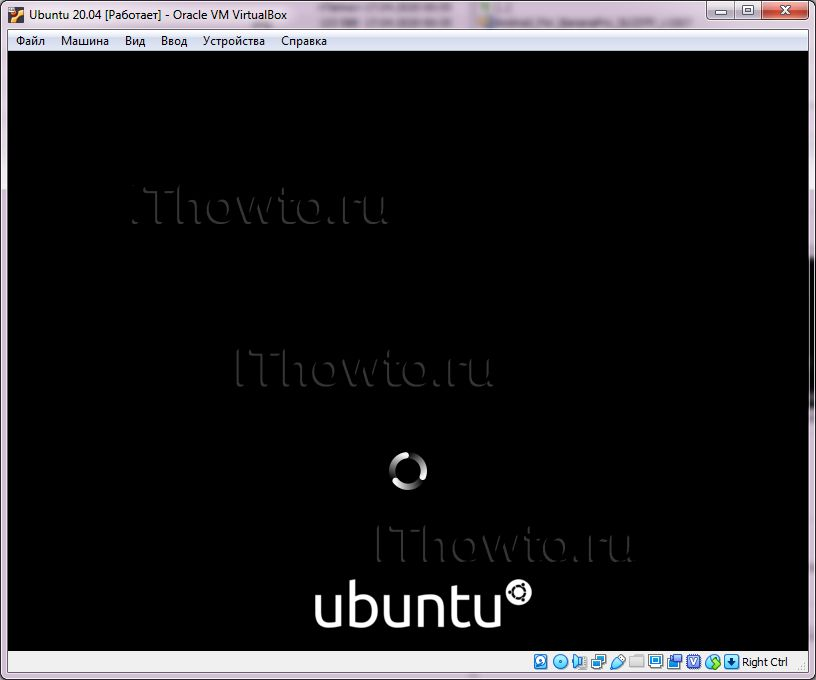 Ubuntu 20.04 [Работает] - Oracle VM VirtualBox
Файл Машина Вид Ввод Устройства Справка
IThowto.ru
IThowto.ru
IThowto.ru
ubuntu
Right Ctrl